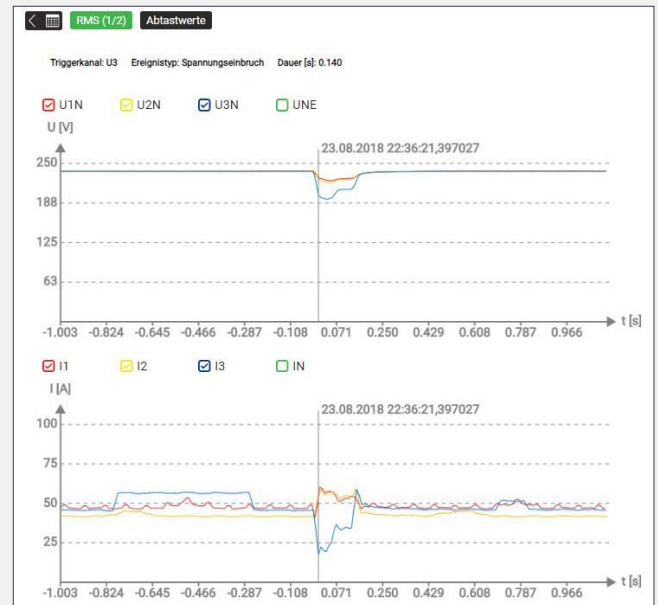 RMS (1/2) Abtastwerte
Triggerkanal: U3 Ereignistyp: Spannungseinbruch Dauer [s]: 0.140
U1N U2N U3N UNE
U [V]
23.08.2018 22:36:21,397027
250
188
125
63
-1.003 -0.824 -0.645 -0.466 -0.287 -0.108 0.071 0.250 0.429 0.608 0.787 0.966
t [s]
I1 I2 I3 IN
I [A]
23.08.2018 22:36:21,397027
100
75
50
25
-1.003 -0.824 -0.645 -0.466 -0.287 -0.108 0.071 0.250 0.429 0.608 0.787 0.966
t [s]